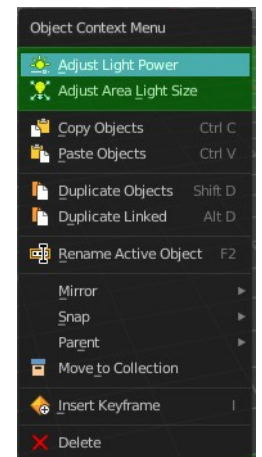 Object Context Menu
Adjust Light Power
Adjust Area Light Size
Copy Objects Ctrl C
Paste Objects Ctrl V
Duplicate Objects Shift D
Duplicate Linked Alt D
Rename Active Object F2
Mirror
Snap
Parent
Move to Collection
Insert Keyframe I
Delete